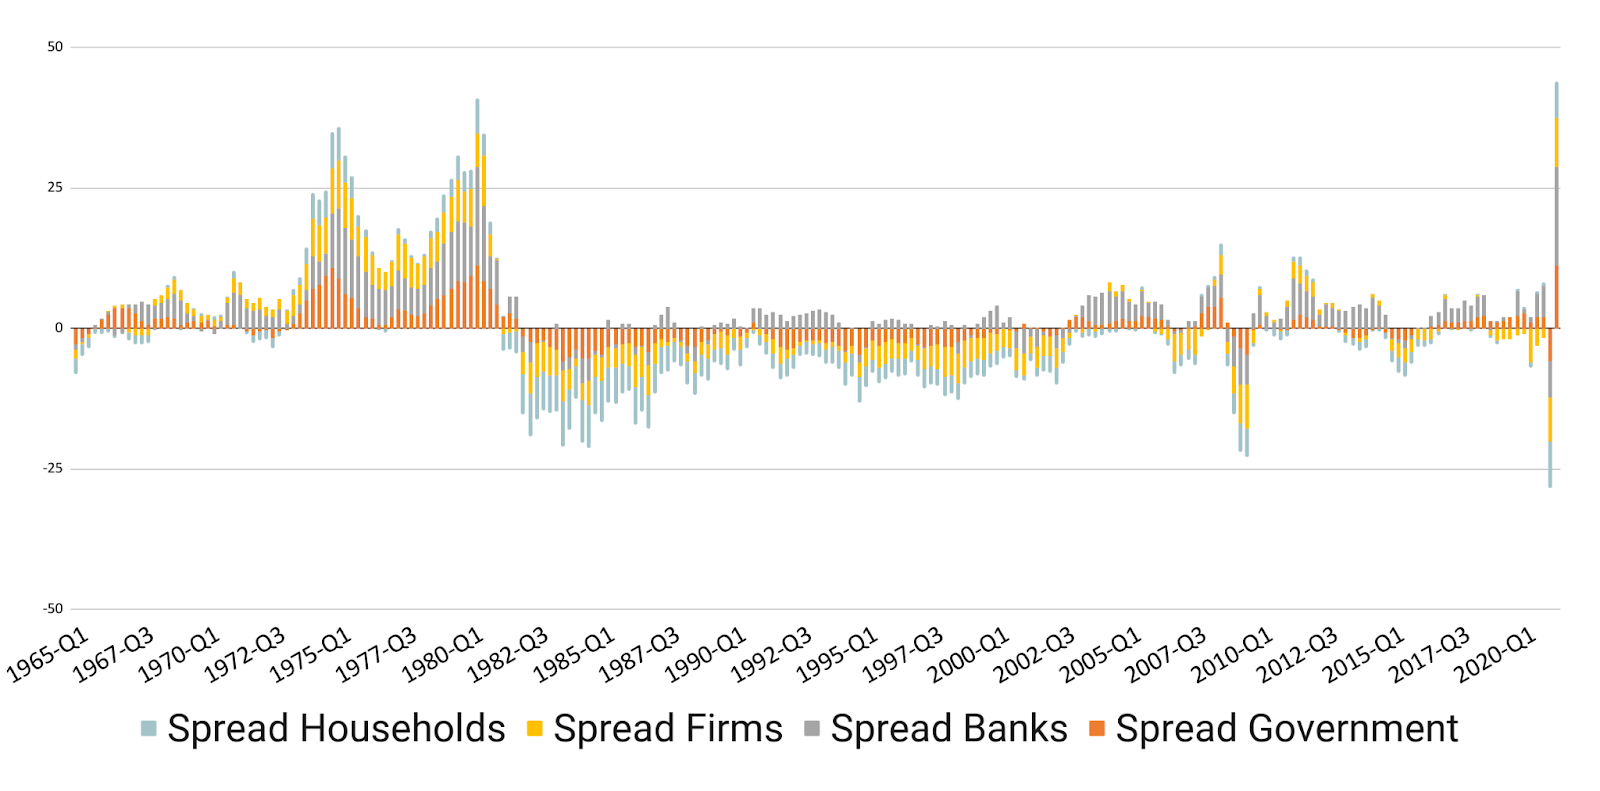 50
25
0
-25
-50
1965-Q1
1967-Q3
1970-Q1
1972-Q3
1975-Q1
1977-Q3
1980-Q1
1982-Q3
1985-Q1
1987-Q3
1990-Q1
1992-Q3
1995-Q1
1997-Q3
2000-Q1
2002-Q3
2005-Q1
2007-Q3
2010-Q1
2012-Q3
2015-Q1
2017-Q3
2020-Q1
Spread Households Spread Firms Spread Banks Spread Government